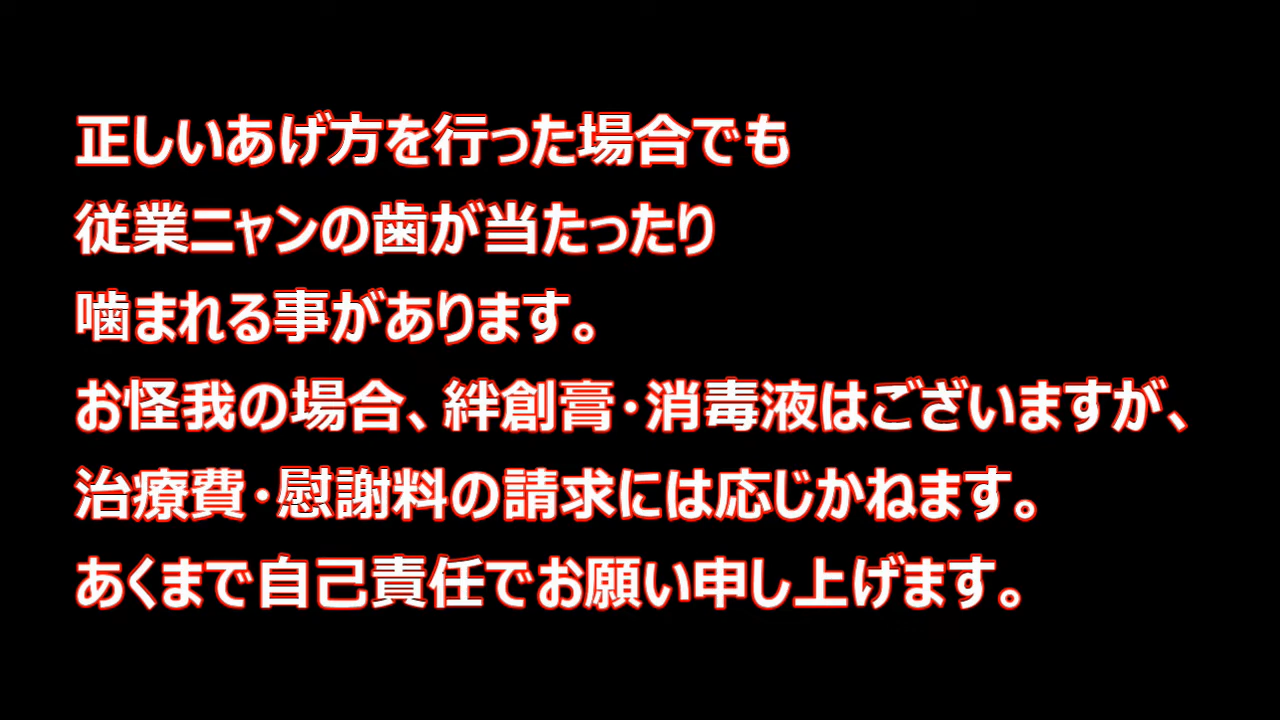 正しいあげ方を行った場合でも
従業ニャンの歯が当たったり
噛まれる事があります。
お怪我の場合、絆創膏・消毒液はございますが、
治療費・慰謝料の請求には応じかねます。
あくまで自己責任でお願い申し上げます。